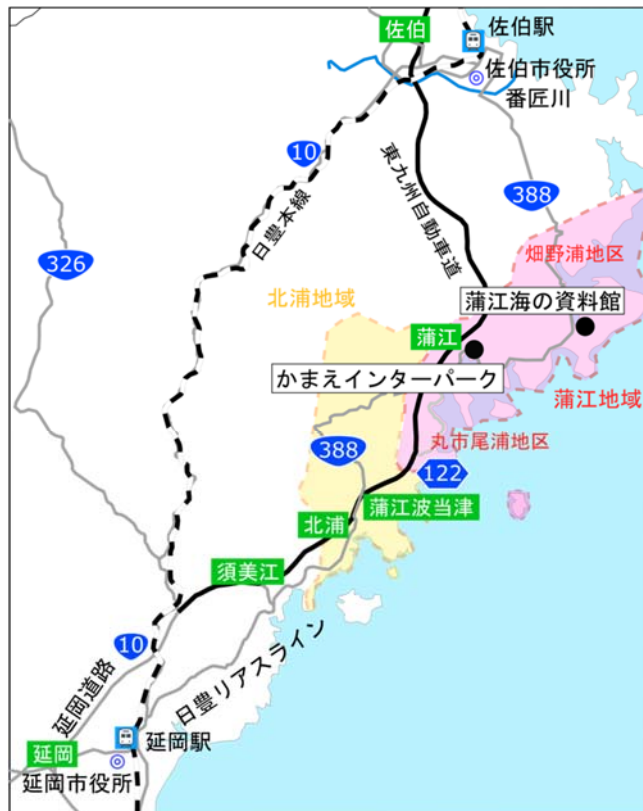 佐伯
佐伯駅
佐伯市役所
番匠川
10
東九州自動車道
388
日豊本線
326
畑野浦地区
北浦地域
蒲江海の資料館
蒲江
かまえインターパーク
蒲江地域
丸市尾浦地区
388
122
蒲江波当津
北浦
須美江
10
日豊リアスライン
延岡道路
延岡駅
延岡
延岡市役所